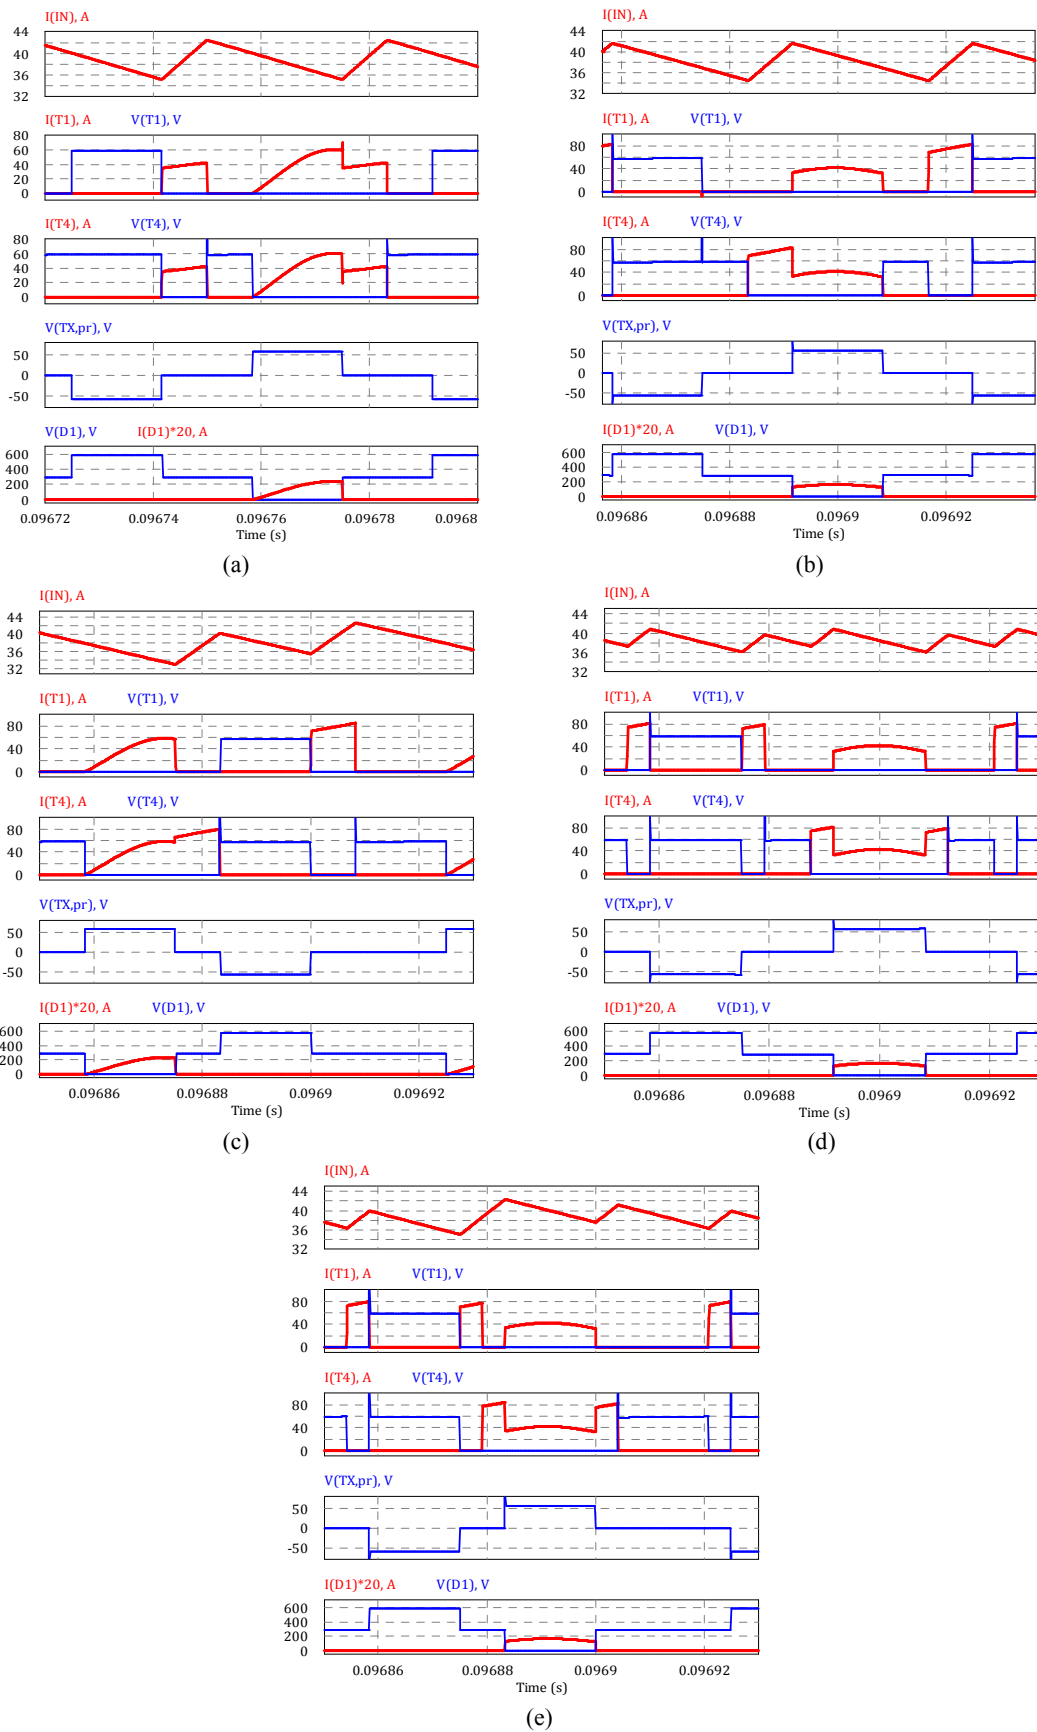 I(IN), A
44
40
36
32
I(T1), A V(T1), V
80
60
40
20
0
I(T4), A V(T4), V
80
60
40
20
0
V(TX,pr), V
50
0
-50
V(D1), V I(D1)*20, A
600
400
200
0
0.09672 0.09674 0.09676 0.09678 0.0968
Time (s)
(a)
I(IN), A
44
40
36
32
I(T1), A V(T1), V
80
40
0
I(T4), A V(T4), V
80
40
0
V(TX,pr), V
50
0
-50
I(D1)*20, A V(D1), V
600
400
200
0
0.09686 0.09688 0.0969 0.09692
Time (s)
(b)
I(IN), A
44
40
36
32
I(T1), A V(T1), V
80
40
0
I(T4), A V(T4), V
80
40
0
V(TX,pr), V
50
0
-50
I(D1)*20, A V(D1), V
600
400
200
0
0.09686 0.09688 0.0969 0.09692
Time (s)
(c)
I(IN), A
44
40
36
32
I(T1), A V(T1), V
80
40
0
I(T4), A V(T4), V
80
40
0
V(TX,pr), V
50
0
-50
I(D1)*20, A V(D1), V
600
400
200
0
0.09686 0.09688 0.0969 0.09692
Time (s)
(d)
I(IN), A
44
40
36
32
I(T1), A V(T1), V
80
40
0
I(T4), A V(T4), V
80
40
0
V(TX,pr), V
50
0
-50
I(D1)*20, A V(D1), V
600
400
200
0
0.09686 0.09688 0.0969 0.09692
Time (s)
(e)